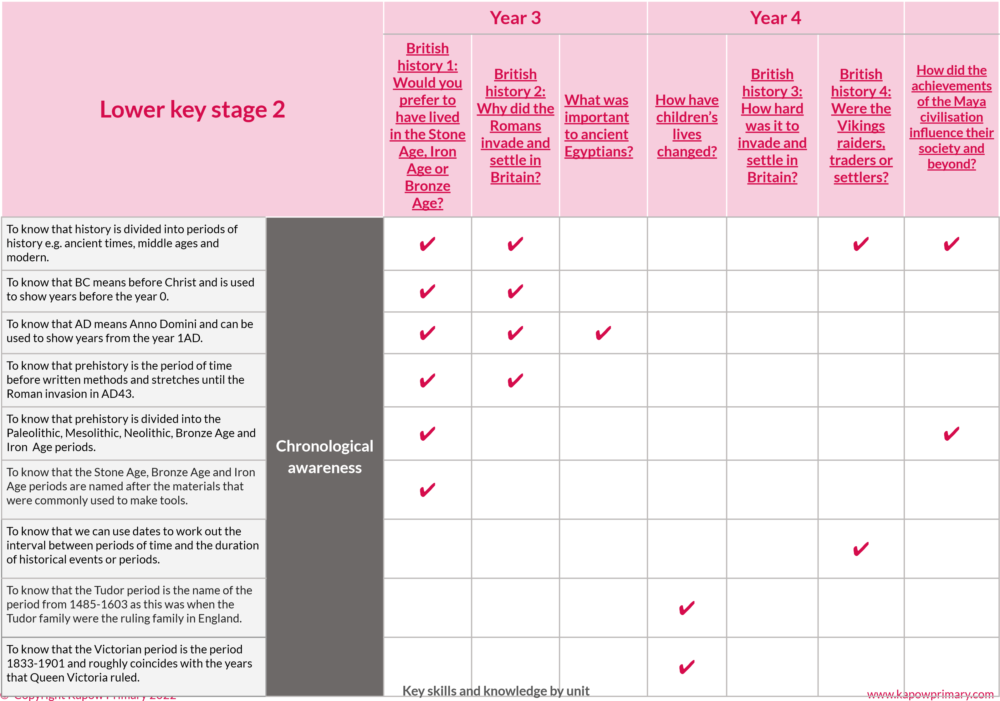 Year 3
Year 4
Lower key stage 2
British
history 1:
Would you
prefer to
have lived
in the Stone
Age, Iron
Age or
Bronze
Age?
British
history 2:
Why did the
Romans
invade and
settle in
Britain?
What was
important
to ancient
Egyptians?
How have
children’s
lives
changed?
British
history 3:
How hard
was it to
invade and
settle in
Britain?
British
history 4:
Were the
Vikings
raiders,
traders or
settlers?
How did the
achievements
of the Maya
civilisation
influence their
society and
beyond?
To know that history is divided into periods of
history e.g. ancient times, middle ages and
modern.
✔ ✔ ✔ ✔
To know that BC means before Christ and is used
to show years before the year 0.
✔ ✔
To know that AD means Anno Domini and can be
used to show years from the year 1AD.
✔ ✔ ✔
To know that prehistory is the period of time
before written methods and stretches until the
Roman invasion in AD43.
✔ ✔
To know that prehistory is divided into the
Paleolithic, Mesolithic, Neolithic, Bronze Age and
Iron  Age periods.
✔ ✔
Chronological
awareness
To know that the Stone Age, Bronze Age and Iron
Age periods are named after the materials that
were commonly used to make tools.
✔
To know that we can use dates to work out the
interval between periods of time and the duration
of historical events or periods.
✔
To know that the Tudor period is the name of the
period from 1485-1603 as this was when the
Tudor family were the ruling family in England.
✔
To know that the Victorian period is the period
1833-1901 and roughly coincides with the years
that Queen Victoria ruled.
✔
© Copyright Kapow Primary 2022
Key skills and knowledge by unit
www.kapowprimary.com